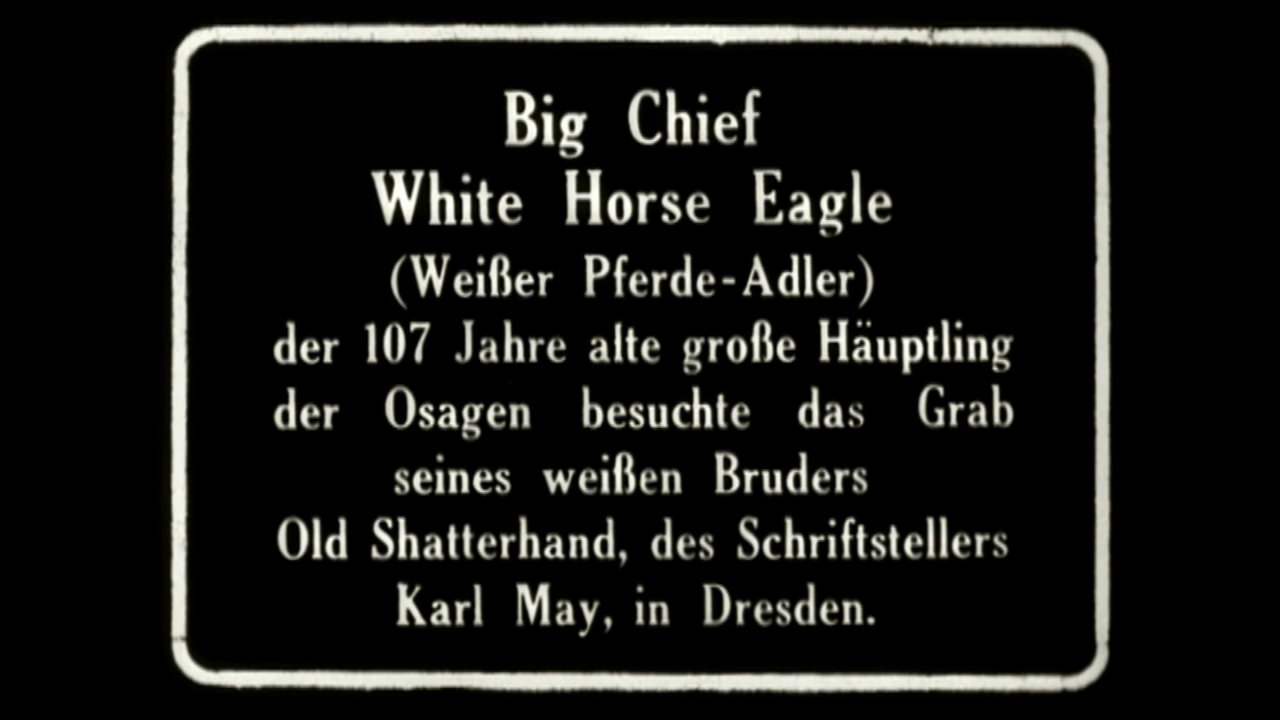 Big Chief
White Horse Eagle
(Weißer Pferde-Adler)
der 107 Jahre alte große Häuptling
der Osagen besuchte das Grab
seines weißen Bruders
Old Shatterhand, des Schriftstellers
Karl May, in Dresden.